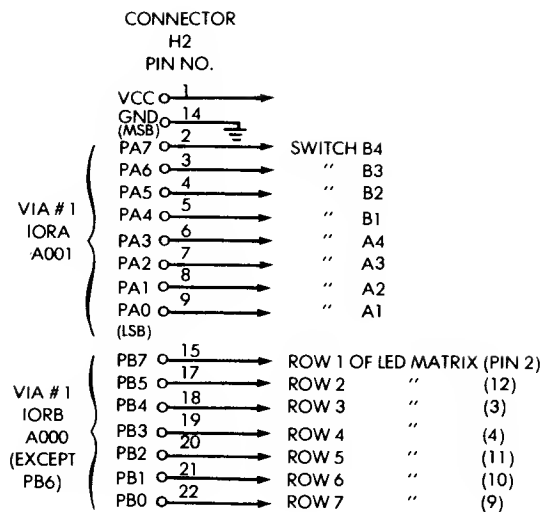 CONNECTOR
H2
PIN NO.
VCC 1
GND 14
(MSB)
PA7 2 SWITCH B4
PA6 3 " B3
PA5 4 " B2
PA4 5 " B1
VIA # 1
IORA
A001
PA3 6 " A4
PA2 7 " A3
PA1 8 " A2
PA0 9 " A1
(LSB)
PB7 15 ROW 1 OF LED MATRIX (PIN 2)
PB5 17 ROW 2 " (12)
PB4 18 ROW 3 " (3)
VIA # 1
IORB
A000
(EXCEPT
PB6)
PB3 19 ROW 4 " (4)
PB2 20 ROW 5 " (11)
PB1 21 ROW 6 " (10)
PB0 22 ROW 7 " (9)